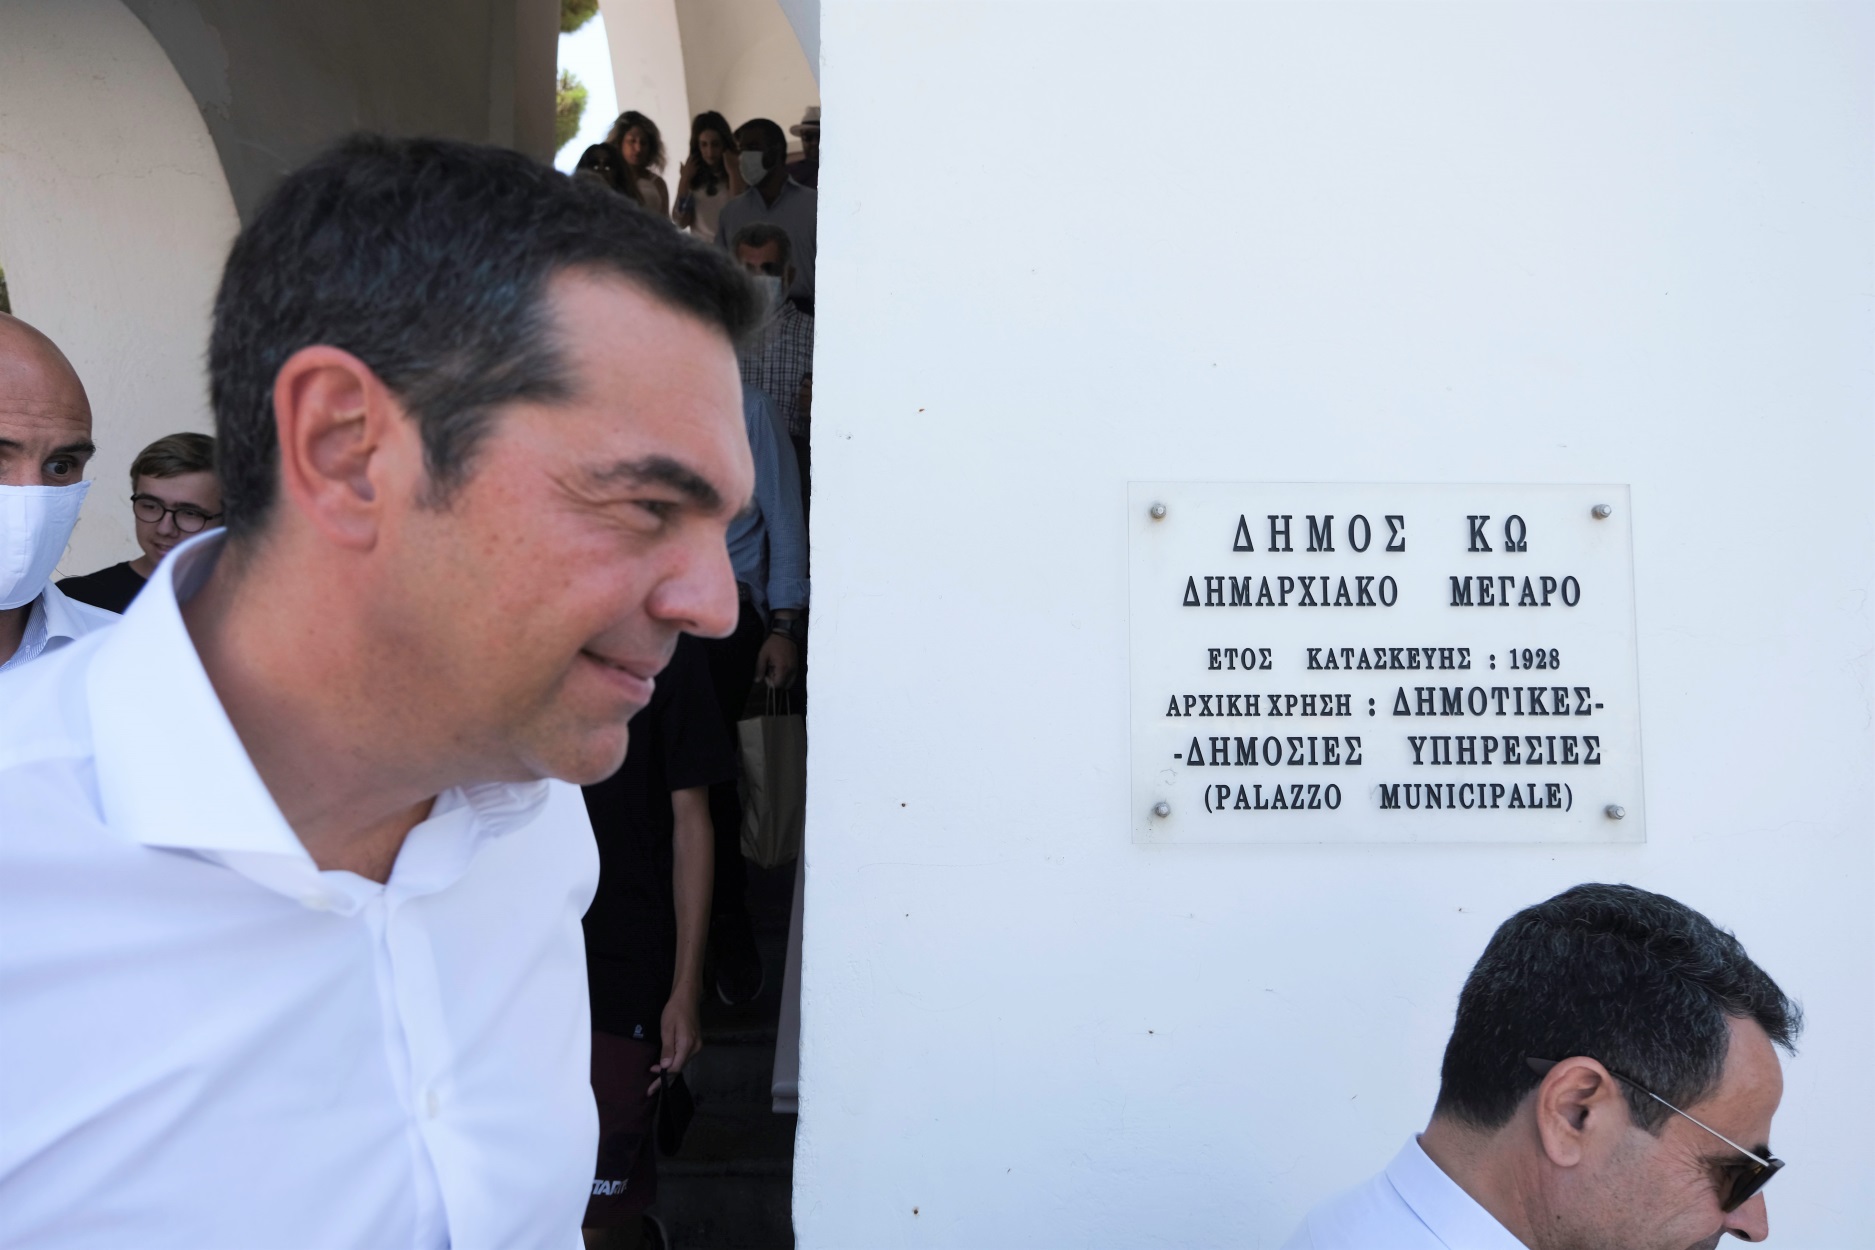 ΔΗΜΟΣ ΚΩ
ΔΗΜΑΡΧΙΑΚΟ ΜΕΓΑΡΟ
ΕΤΟΣ ΚΑΤΑΣΚΕΥΗΣ : 1928
ΑΡΧΙΚΗ ΧΡΗΣΗ : ΔΗΜΟΤΙΚΕΣ-
-ΔΗΜΟΣΙΕΣ ΥΠΗΡΕΣΙΕΣ
(PALAZZO MUNICIPALE)